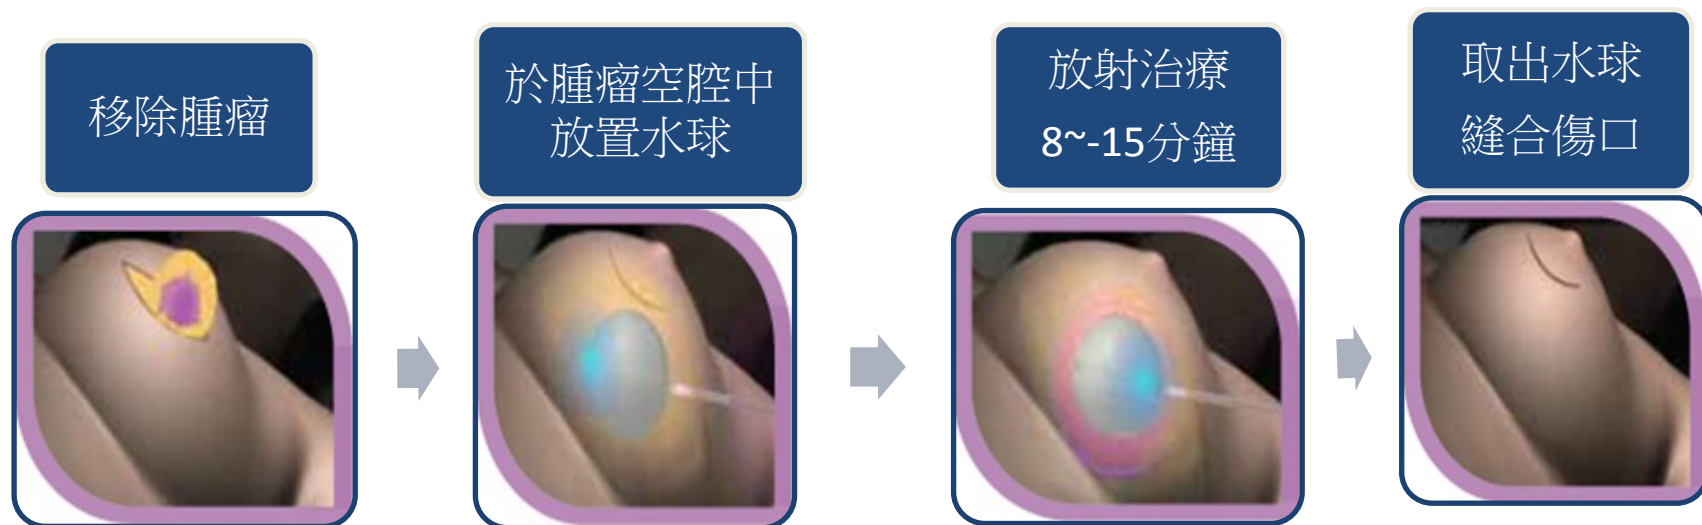 移除腫瘤
於腫瘤空腔中
放置水球
放射治療
8~-15分鐘
取出水球
縫合傷口